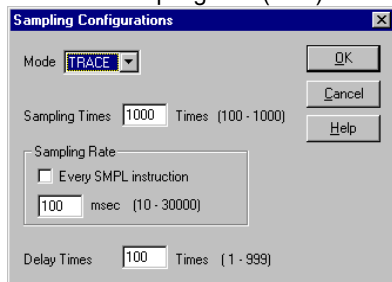 Sampling Configurations
Mode TRACE
OK
Cancel
Sampling Times 1000 Times (100 - 1000)
Help
Sampling Rate
Every SMPL instruction
100 msec (10 - 30000)
Delay Times 100 Times ( 1 - 999)